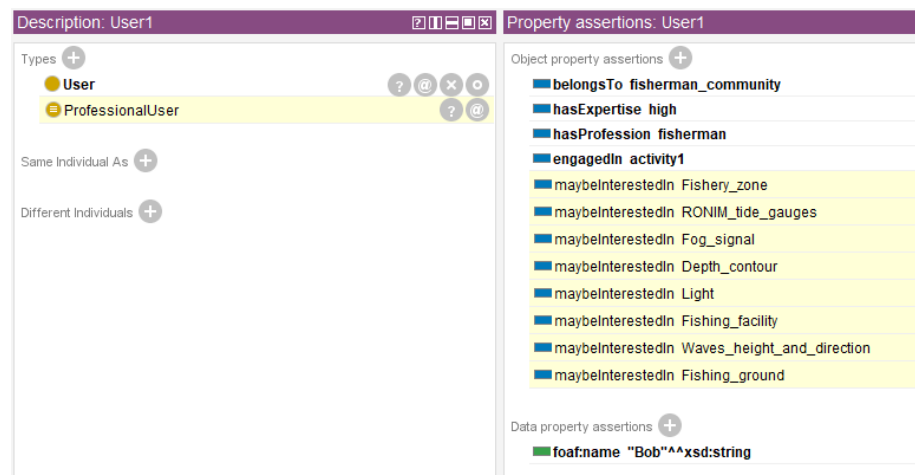 Description: User1
Types
User
ProfessionalUser
Same Individual As
Different Individuals
Property assertions: User1
Object property assertions
belongsTo fisherman_community
hasExpertise high
hasProfession fisherman
engagedIn activity1
maybeInterestedIn Fishery_zone
maybeInterestedIn RONIM_tide_gauges
maybeInterestedIn Fog_signal
maybeInterestedIn Depth_contour
maybeInterestedIn Light
maybeInterestedIn Fishing_facility
maybeInterestedIn Waves_height_and_direction
maybeInterestedIn Fishing_ground
Data property assertions
foaf:name "Bob"^^xsd:string